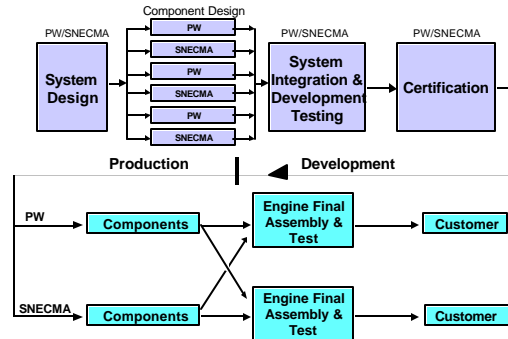 Component Design
PW/SNECMA
PW
PW/SNECMA
PW/SNECMA
System
Design
SNECMA
PW
SNECMA
PW
SNECMA
System
Integration &
Development
Testing
Certification
Production
Development
PW
Components
Engine Final
Assembly &
Test
Customer
SNECMA
Components
Engine Final
Assembly &
Test
Customer